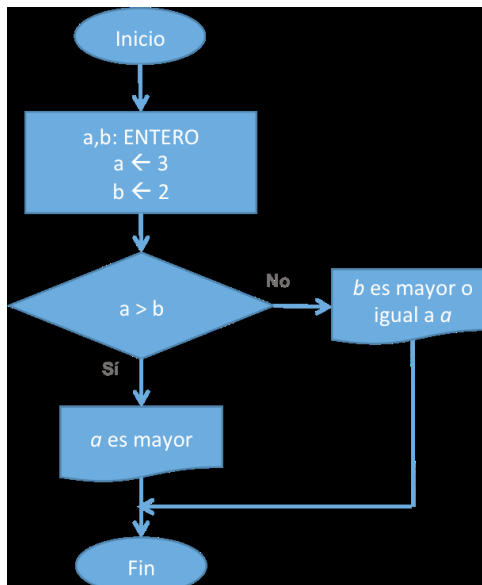 Inicio
a,b: ENTERO
a ← 3
b ← 2
a > b
No
b es mayor o
igual a a
Sí
a es mayor
Fin